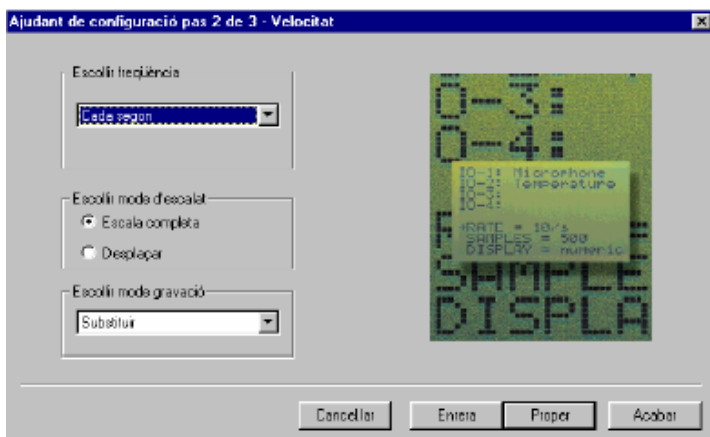 Ajudant de configuració pas 2 de 3 - Velocitat
Escollir freqüència
Cada segon
Escollir mode d'escalat
Escala completa
Desplaçar
Escollir mode gravació
Substituir
O-3:
O-4:
IO-1: Microphone
IO-2: Temperature
IO-3:
IO-4:
+RATE = 10/s
SAMPLES = 500
DISPLAY = numeric
SAMPLE
DISPLA
Cancel·lar
Enrera
Proper
Acabar